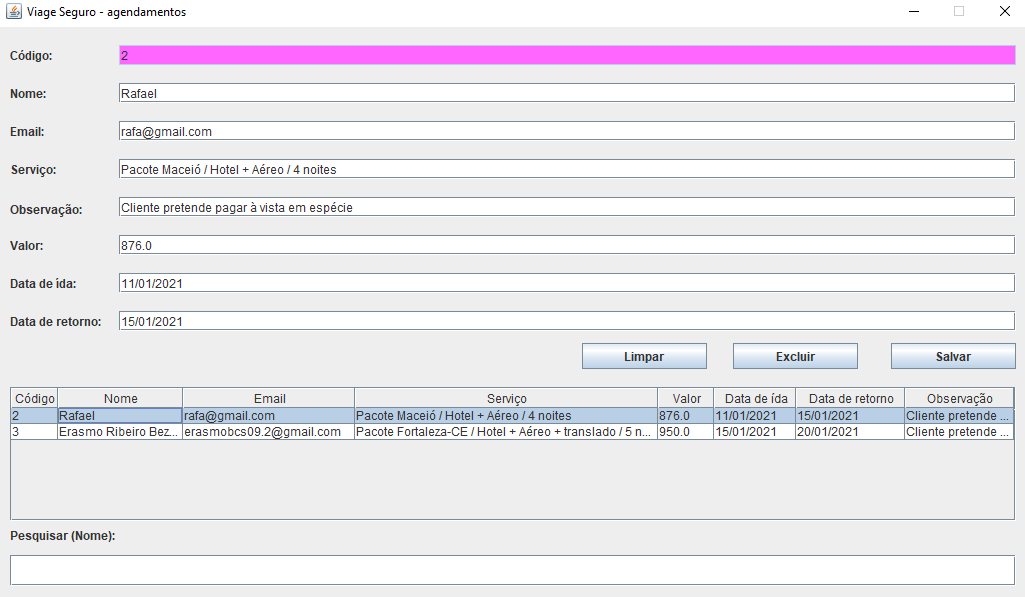 Viage Seguro - agendamentos
Código: 2
Nome: Rafael
Email: rafa@gmail.com
Serviço: Pacote Maceió / Hotel + Aéreo / 4 noites
Observação: Cliente pretende pagar à vista em espécie
Valor: 876.0
Data de ída: 11/01/2021
Data de retorno: 15/01/2021
Limpar Excluir Salvar
Código Nome Email Serviço Valor Data de ída Data de retorno Observação
2 Rafael rafa@gmail.com Pacote Maceió / Hotel + Aéreo / 4 noites 876.0 11/01/2021 15/01/2021 Cliente pretende ...
3 Erasmo Ribeiro Bez... erasmobcs09.2@gmail.com Pacote Fortaleza-CE / Hotel + Aéreo + translado / 5 n... 950.0 15/01/2021 20/01/2021 Cliente pretende ...
Pesquisar (Nome):